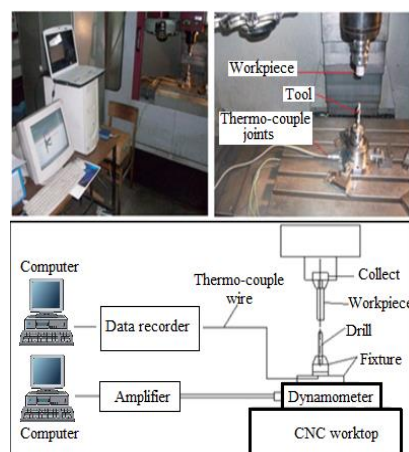 Workpiece
Tool
Thermo-couple
joints
Computer
Thermo-couple
wire
Collect
Workpiece
Data recorder
Drill
Fixture
Amplifier
Dynamometer
Computer
CNC worktop